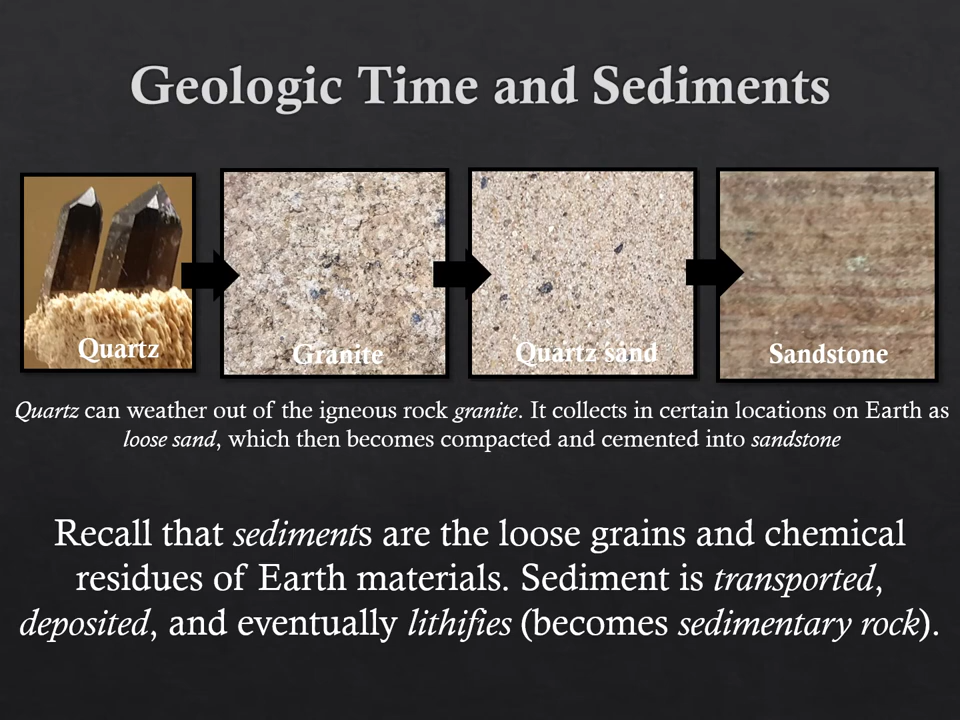 Geologic Time and Sediments
Quartz
Granite
Quartz sand
Sandstone
Quartz can weather out of the igneous rock granite. It collects in certain locations on Earth as
loose sand, which then becomes compacted and cemented into sandstone
Recall that sediments are the loose grains and chemical
residues of Earth materials. Sediment is transported,
deposited, and eventually lithifies (becomes sedimentary rock).